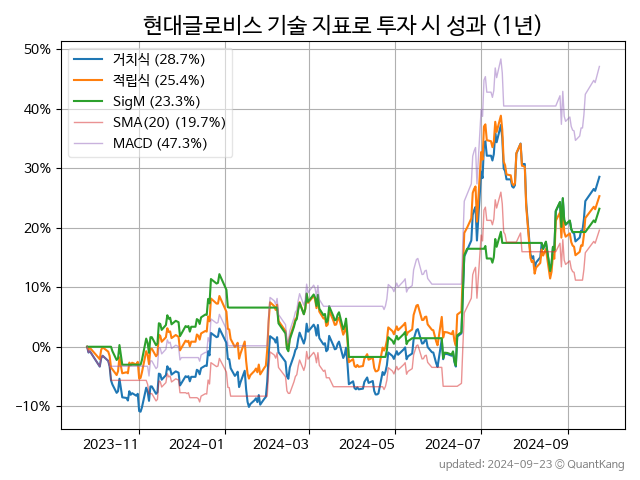 현대글로비스 기술 지표로 투자 시 성과 (1년)
거치식 (28.7%)
적립식 (25.4%)
SigM (23.3%)
SMA(20) (19.7%)
MACD (47.3%)
50%
40%
30%
20%
10%
0%
−10%
2023-11
2024-01
2024-03
2024-05
2024-07
2024-09
updated: 2024-09-23 © QuantKang